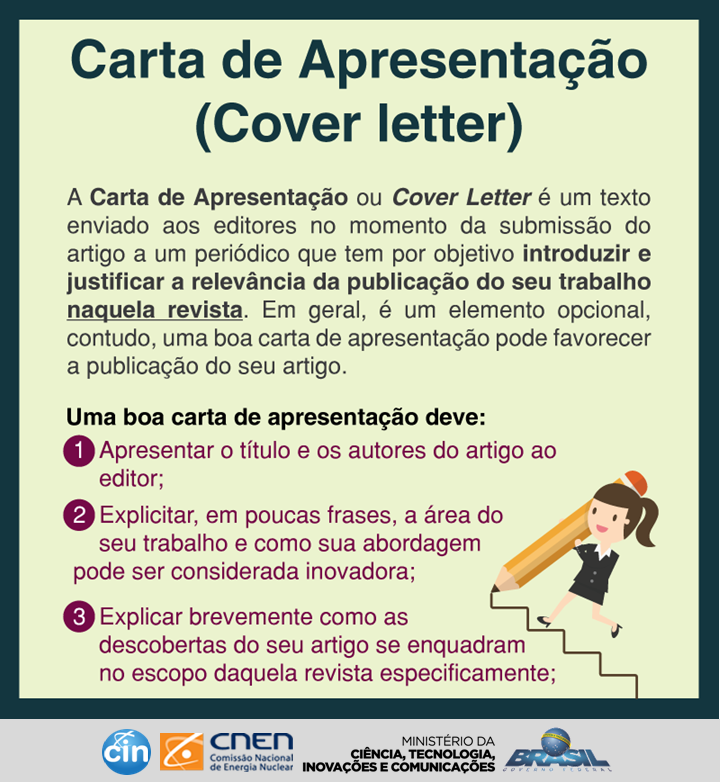 Carta de Apresentação
(Cover letter)
A Carta de Apresentação ou Cover Letter é um texto
enviado aos editores no momento da submissão do
artigo a um periódico que tem por objetivo introduzir e
justificar a relevância da publicação do seu trabalho
naquela revista. Em geral, é um elemento opcional,
contudo, uma boa carta de apresentação pode favorecer
a publicação do seu artigo.
Uma boa carta de apresentação deve:
1 Apresentar o título e os autores do artigo ao
editor;
2 Explicitar, em poucas frases, a área do
seu trabalho e como sua abordagem
pode ser considerada inovadora;
3 Explicar brevemente como as
descobertas do seu artigo se enquadram
no escopo daquela revista especificamente;
cin
CNEN
Comissão Nacional
de Energia Nuclear
MINISTÉRIO DA
CIÊNCIA, TECNOLOGIA,
INOVAÇÕES E COMUNICAÇÕES
BRASIL
GOVERNO FEDERAL